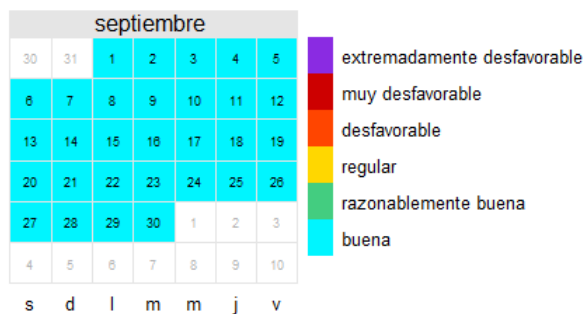 septiembre
30 31 1 2 3 4 5
6 7 8 9 10 11 12
13 14 15 16 17 18 19
20 21 22 23 24 25 26
27 28 29 30 1 2 3
4 5 6 7 8 9 10
s d l m m j v
extremadamente desfavorable
muy desfavorable
desfavorable
regular
razonablemente buena
buena